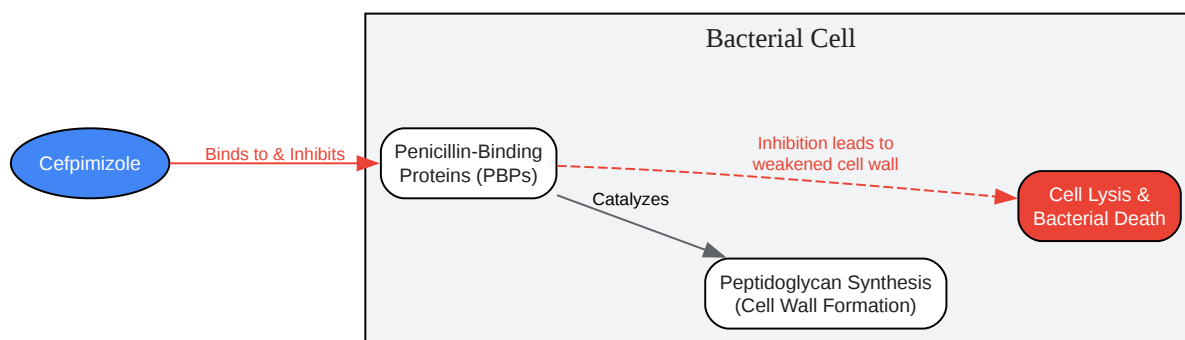 Bacterial Cell
Cefpimizole
Binds to & Inhibits
Penicillin-Binding
Proteins (PBPs)
Inhibition leads to
weakened cell wall
Catalyzes
Cell Lysis &
Bacterial Death
Peptidoglycan Synthesis
(Cell Wall Formation)